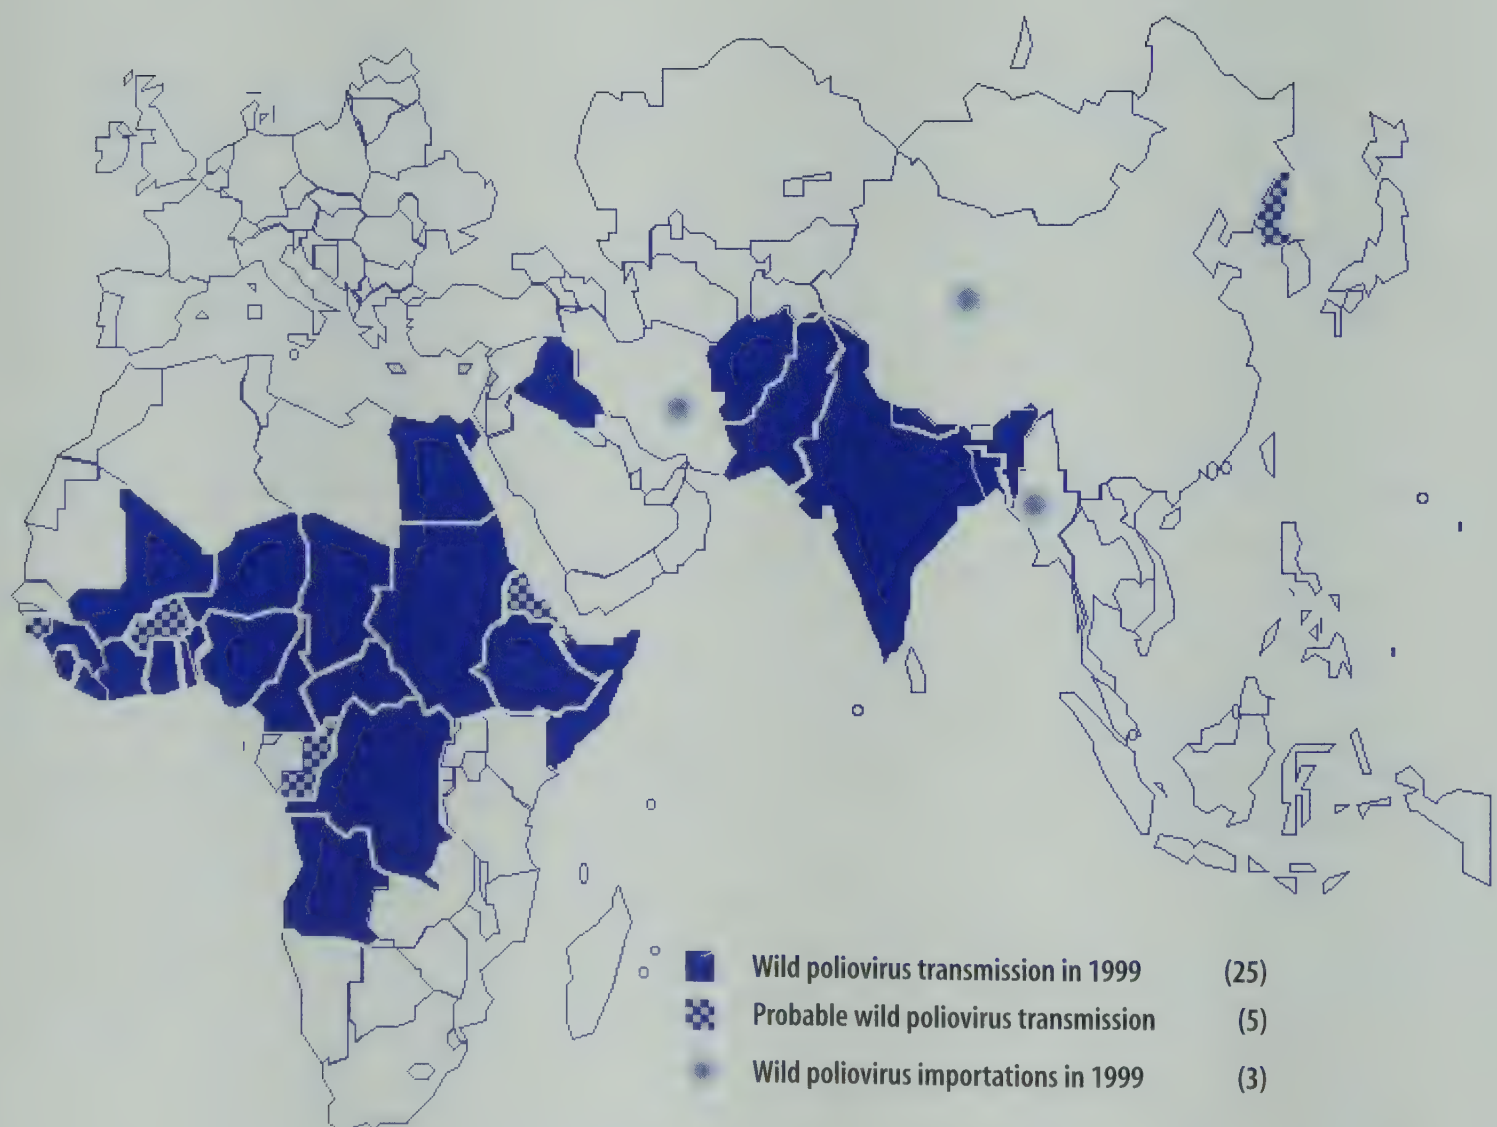 Wild poliovirus transmission in 1999 (25)
Probable wild poliovirus transmission (5)
Wild poliovirus importations in 1999 (3)